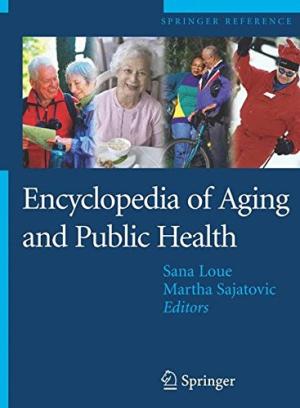 SPRINGER REFERENCE
Encyclopedia of Aging
and Public Health
Sana Loue
Martha Sajatovic
Editors
Springer